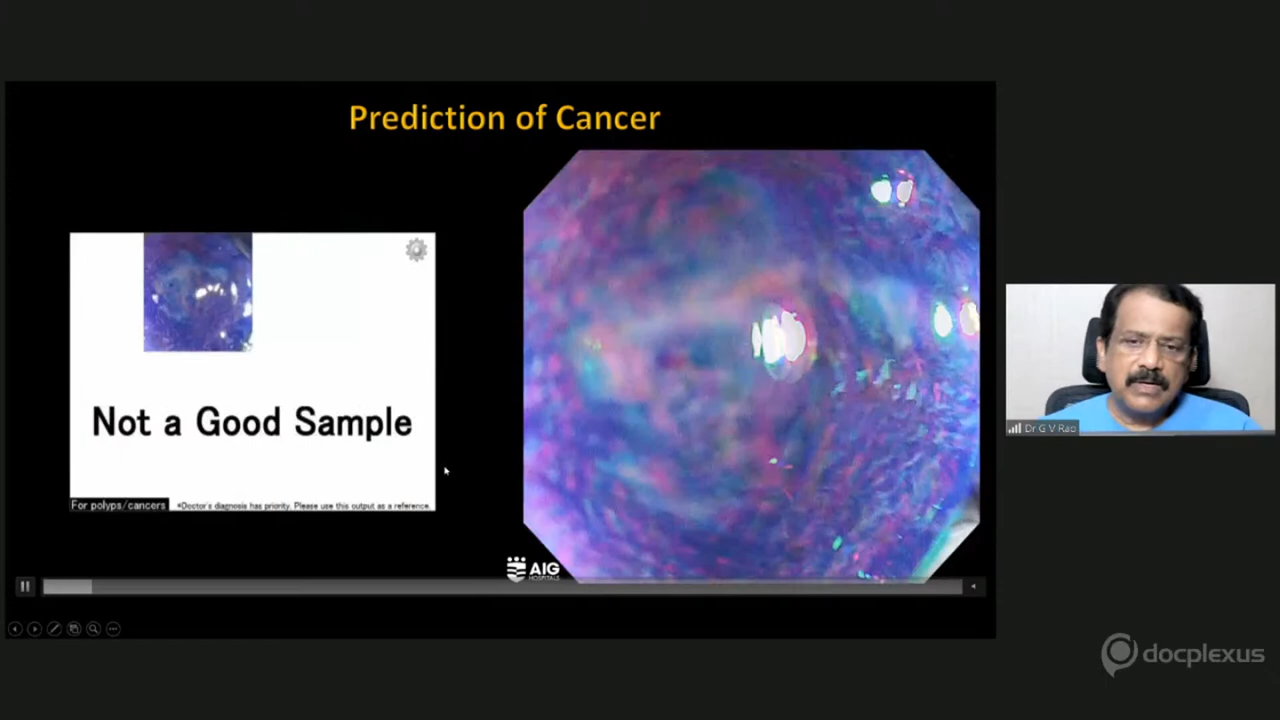 Prediction of Cancer
Not a Good Sample
For polyps/cancers
*Doctor's diagnosis has priority. Please use this output as a reference.
AIG
HOSPITALS
Dr G V Rao
docplexus